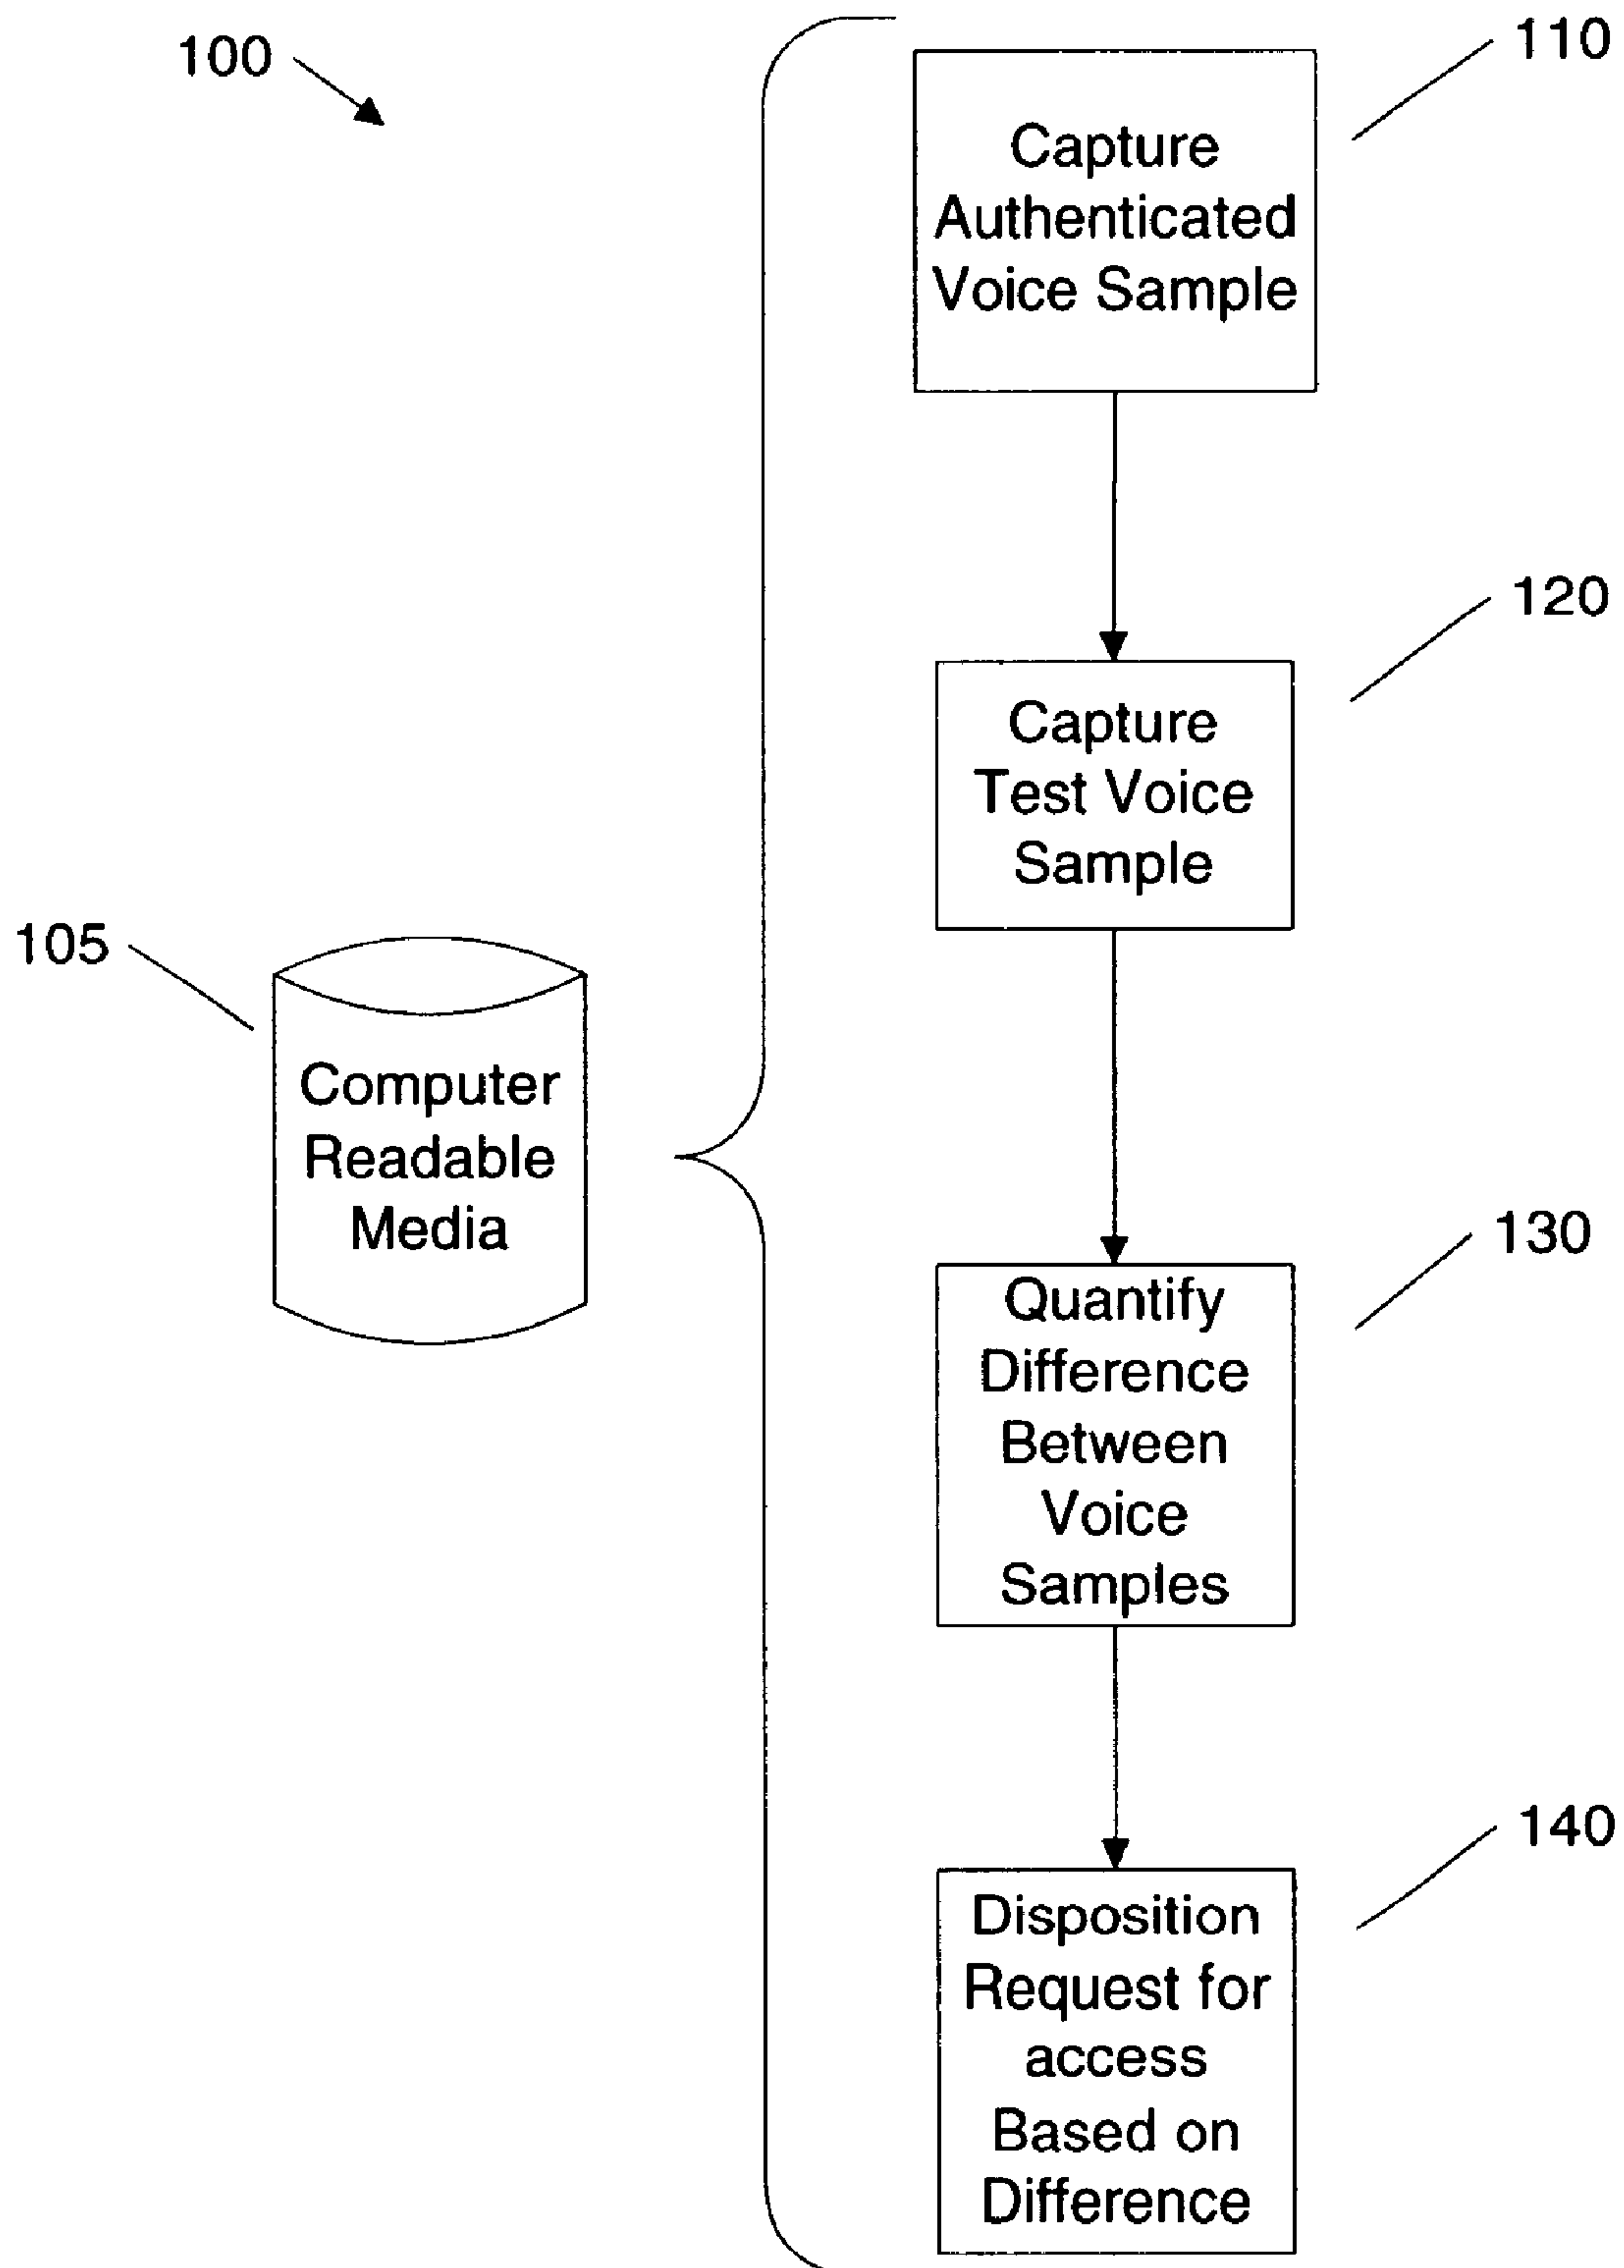 100
110
Capture
Authenticated
Voice Sample
120
Capture
Test Voice
Sample
105
Computer
Readable
Media
130
Quantify
Difference
Between
Voice
Samples
140
Disposition
Request for
access
Based on
Difference